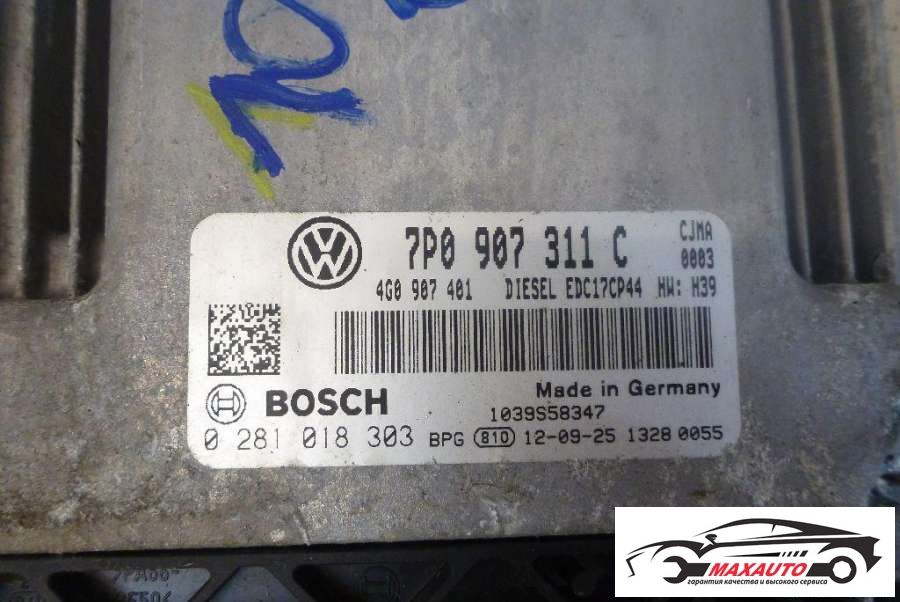 7P0 907 311 C
CJMA
0003
4G0 907 401 DIESEL EDC17CP44 HW: H39
BOSCH
Made in Germany
1039S58347
0 281 018 303 BPG 810 12-09-25 1328 0055
MAXAUTO
гарантия качества и высокого сервиса